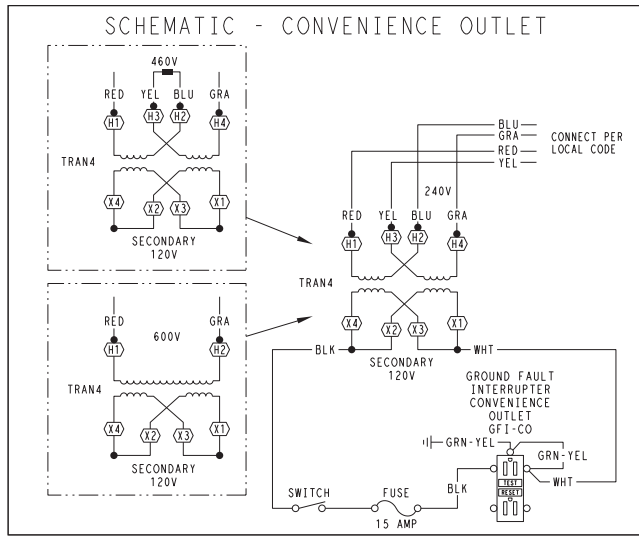 SCHEMATIC - CONVENIENCE OUTLET
460V
RED YEL BLU GRA
H1 H3 H2 H4
TRAN4
X4 X2 X3 X1
SECONDARY
120V
600V
RED GRA
H1 H2
TRAN4
X4 X2 X3 X1
SECONDARY
120V
BLU
GRA
RED
YEL
CONNECT PER
LOCAL CODE
240V
RED YEL BLU GRA
H1 H3 H2 H4
TRAN4
X4 X2 X3 X1
BLK
SECONDARY
120V
WHT
GROUND FAULT
INTERRUPTER
CONVENIENCE
OUTLET
GFI-CO
GRN-YEL
GRN-YEL
WHT
BLK
TEST
RESET
SWITCH
FUSE
15 AMP